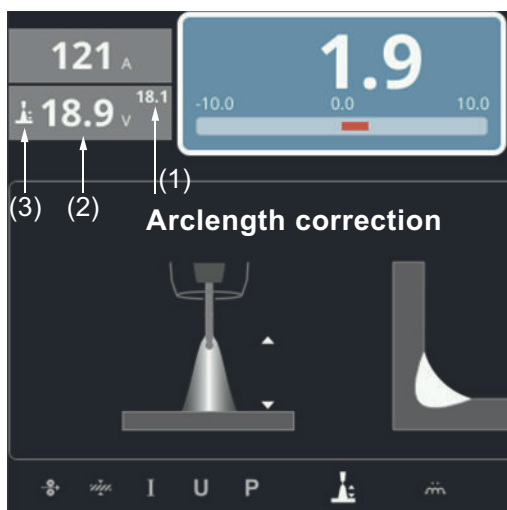 121 A
1.9
18.9 V 18.1
-10.0 0.0 10.0
(1)
(3) (2)
Arclength correction
I U P